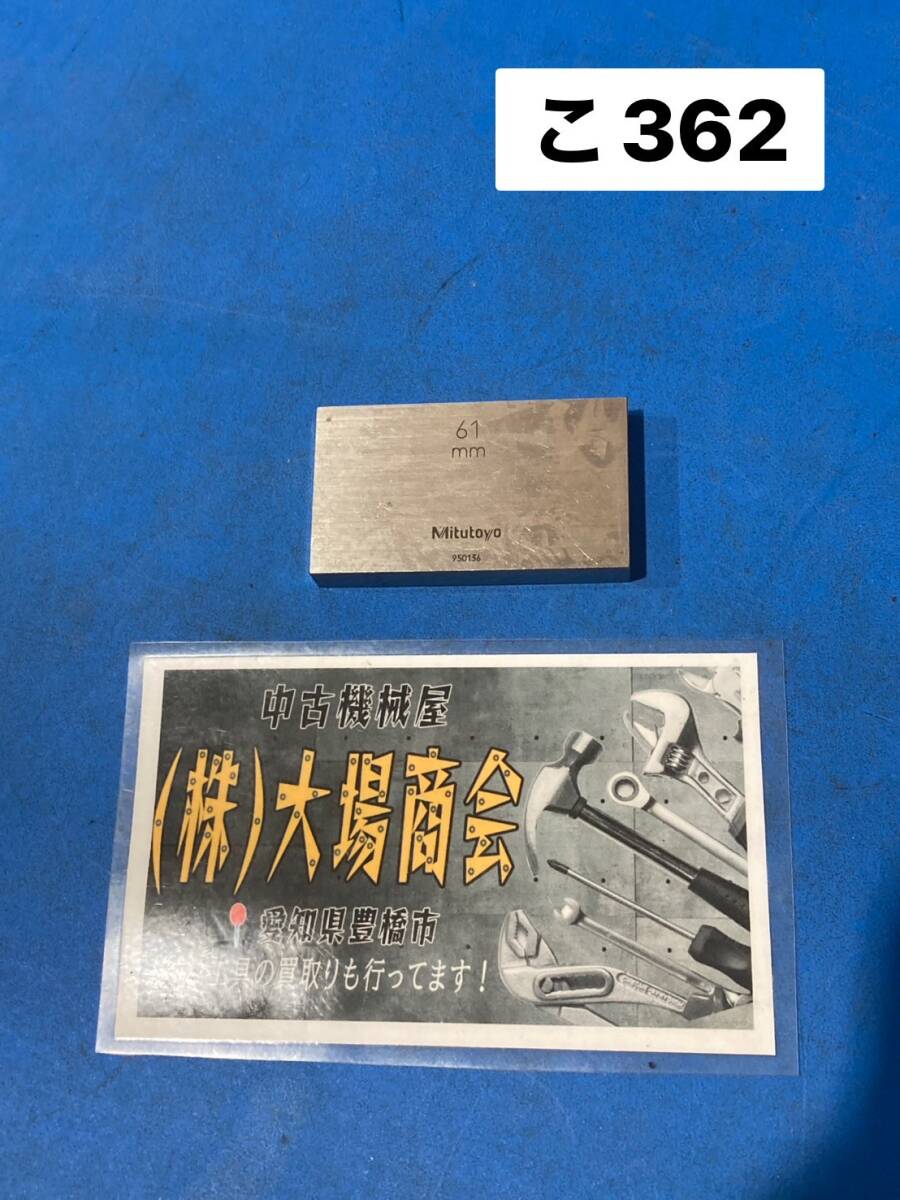 こ 362
61
mm
Mitutoyo
950156
中古機械屋
(株)大場商会
愛知県豊橋市
具の買取りも行ってます!